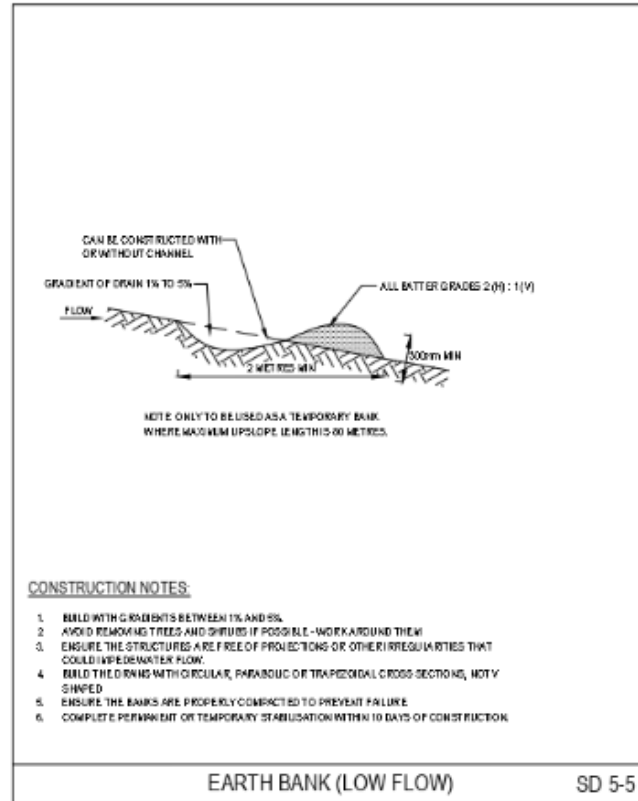 CAN BE CONSTRUCTED WITH
OR WITHOUT CHANNEL
GRADIENT OF DRAIN 1% TO 5%
ALL BATTER GRADES 2(H) : 1(V)
FLOW
300mm MIN
2 METRES MIN
NOTE: ONLY TO BE USED AS A TEMPORARY BANK
WHERE MAXIMUM UPSLOPE LENGTH IS 80 METRES.
CONSTRUCTION NOTES:
1. BUILD WITH GRADIENTS BETWEEN 1% AND 5%.
2 AVOID REMOVING TREES AND SHRUBS IF POSSIBLE - WORK AROUND THEM
3. ENSURE THE STRUCTURES ARE FREE OF PROJECTIONS OR OTHER IRREGULARITIES THAT
COULD IMPEDE WATER FLOW.
4. BUILD THE DRAINS WITH CIRCULAR, PARABOLIC OR TRAPEZOIDAL CROSS SECTIONS, NOT V
SHAPED
5. ENSURE THE BANKS ARE PROPERLY COMPACTED TO PREVENT FAILURE
6. COMPLETE PERMANENT OR TEMPORARY STABILISATION WITHIN 10 DAYS OF CONSTRUCTION.
EARTH BANK (LOW FLOW) SD 5-5